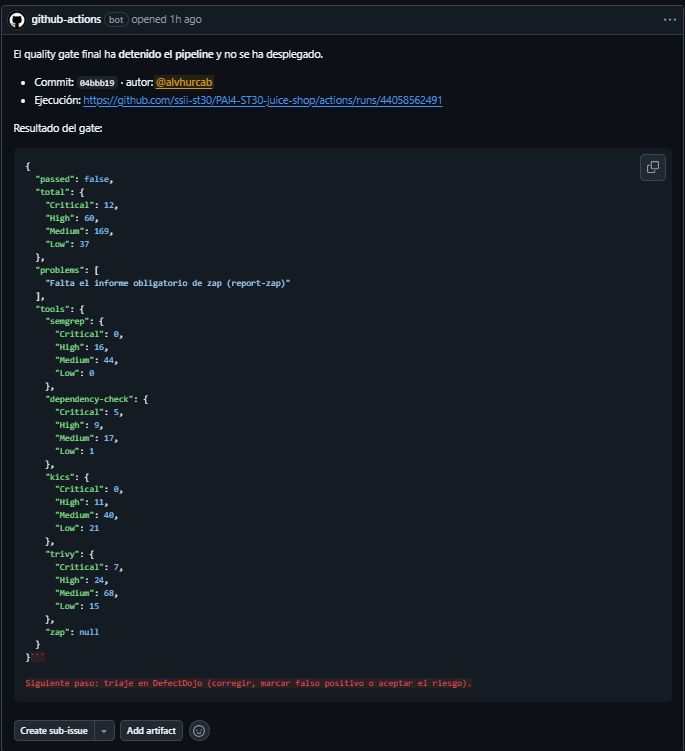 github-actions bot opened 1h ago ...
El quality gate final ha detenido el pipeline y no se ha desplegado.
• Commit: 04bbb19 · autor: @alvhurcab
• Ejecución: https://github.com/ssii-st30/PAI4-ST30-juice-shop/actions/runs/44058562491
Resultado del gate:
{
  "passed": false,
  "total": {
    "Critical": 12,
    "High": 60,
    "Medium": 169,
    "Low": 37
  },
  "problems": [
    "Falta el informe obligatorio de zap (report-zap)"
  ],
  "tools": {
    "semgrep": {
      "Critical": 0,
      "High": 16,
      "Medium": 44,
      "Low": 0
    },
    "dependency-check": {
      "Critical": 5,
      "High": 9,
      "Medium": 17,
      "Low": 1
    },
    "kics": {
      "Critical": 0,
      "High": 11,
      "Medium": 40,
      "Low": 21
    },
    "trivy": {
      "Critical": 7,
      "High": 24,
      "Medium": 68,
      "Low": 15
    },
    "zap": null
  }
}```
Siguiente paso: triaje en DefectDojo (corregir, marcar falso positivo o aceptar el riesgo).
Create sub-issue Add artifact